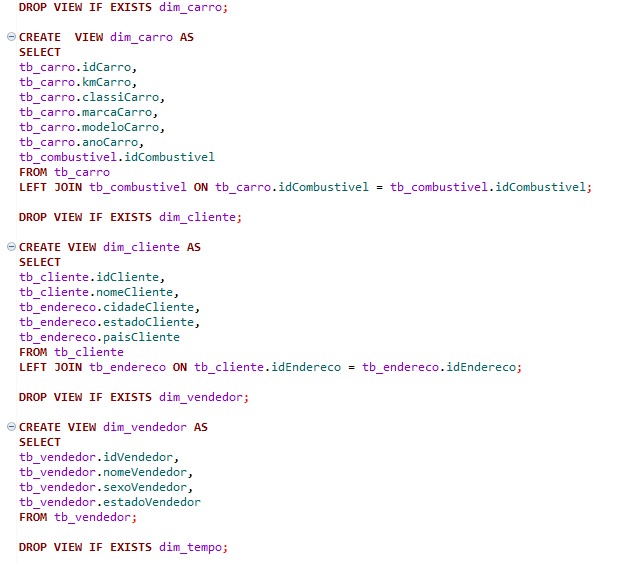 DROP VIEW IF EXISTS dim_carro;
CREATE  VIEW dim_carro AS
SELECT
tb_carro.idCarro,
tb_carro.kmCarro,
tb_carro.classiCarro,
tb_carro.marcaCarro,
tb_carro.modeloCarro,
tb_carro.anoCarro,
tb_combustivel.idCombustivel
FROM tb_carro
LEFT JOIN tb_combustivel ON tb_carro.idCombustivel = tb_combustivel.idCombustivel;
DROP VIEW IF EXISTS dim_cliente;
CREATE VIEW dim_cliente AS
SELECT
tb_cliente.idCliente,
tb_cliente.nomeCliente,
tb_endereco.cidadeCliente,
tb_endereco.estadoCliente,
tb_endereco.paisCliente
FROM tb_cliente
LEFT JOIN tb_endereco ON tb_cliente.idEndereco = tb_endereco.idEndereco;
DROP VIEW IF EXISTS dim_vendedor;
CREATE VIEW dim_vendedor AS
SELECT
tb_vendedor.idVendedor,
tb_vendedor.nomeVendedor,
tb_vendedor.sexoVendedor,
tb_vendedor.estadoVendedor
FROM tb_vendedor;
DROP VIEW IF EXISTS dim_tempo;